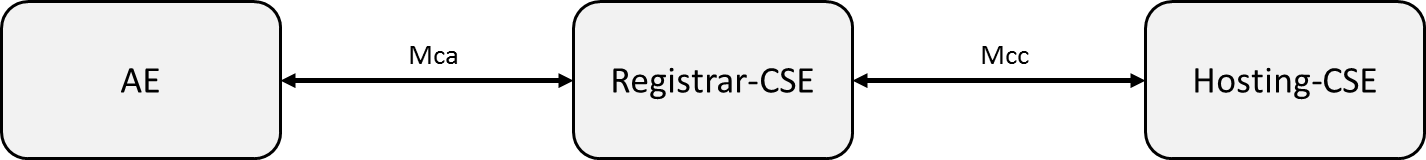 AE
Mca
Registrar-CSE
Mcc
Hosting-CSE